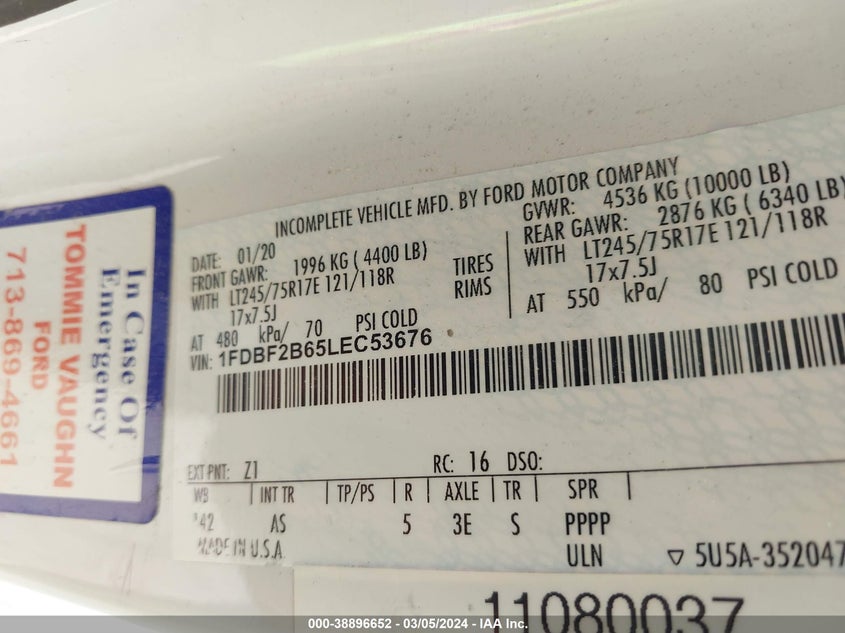 In Case Of
Emergency
TOMMIE VAUGHN
FORD
713-869-4661
INCOMPLETE VEHICLE MFD. BY FORD MOTOR COMPANY
DATE: 01/20
GVWR: 4536 KG (10000 LB)
FRONT GAWR: 1996 KG ( 4400 LB)
REAR GAWR: 2876 KG ( 6340 LB)
WITH LT245/75R17E 121/118R TIRES WITH LT245/75R17E 121/118R
17x7.5J RIMS 17x7.5J
AT 480 kPa/ 70 PSI COLD AT 550 kPa/ 80 PSI COLD
VIN: 1FDBF2B65LEC53676
EXT PNT: Z1 RC: 16 DSO:
WB | INT TR | TP/PS | R | AXLE | TR | SPR |
142 AS 5 3E S PPPP
MADE IN U.S.A. ULN ▽ 5U5A-352047
11080037
000-38896652 - 03/05/2024 - IAA Inc.